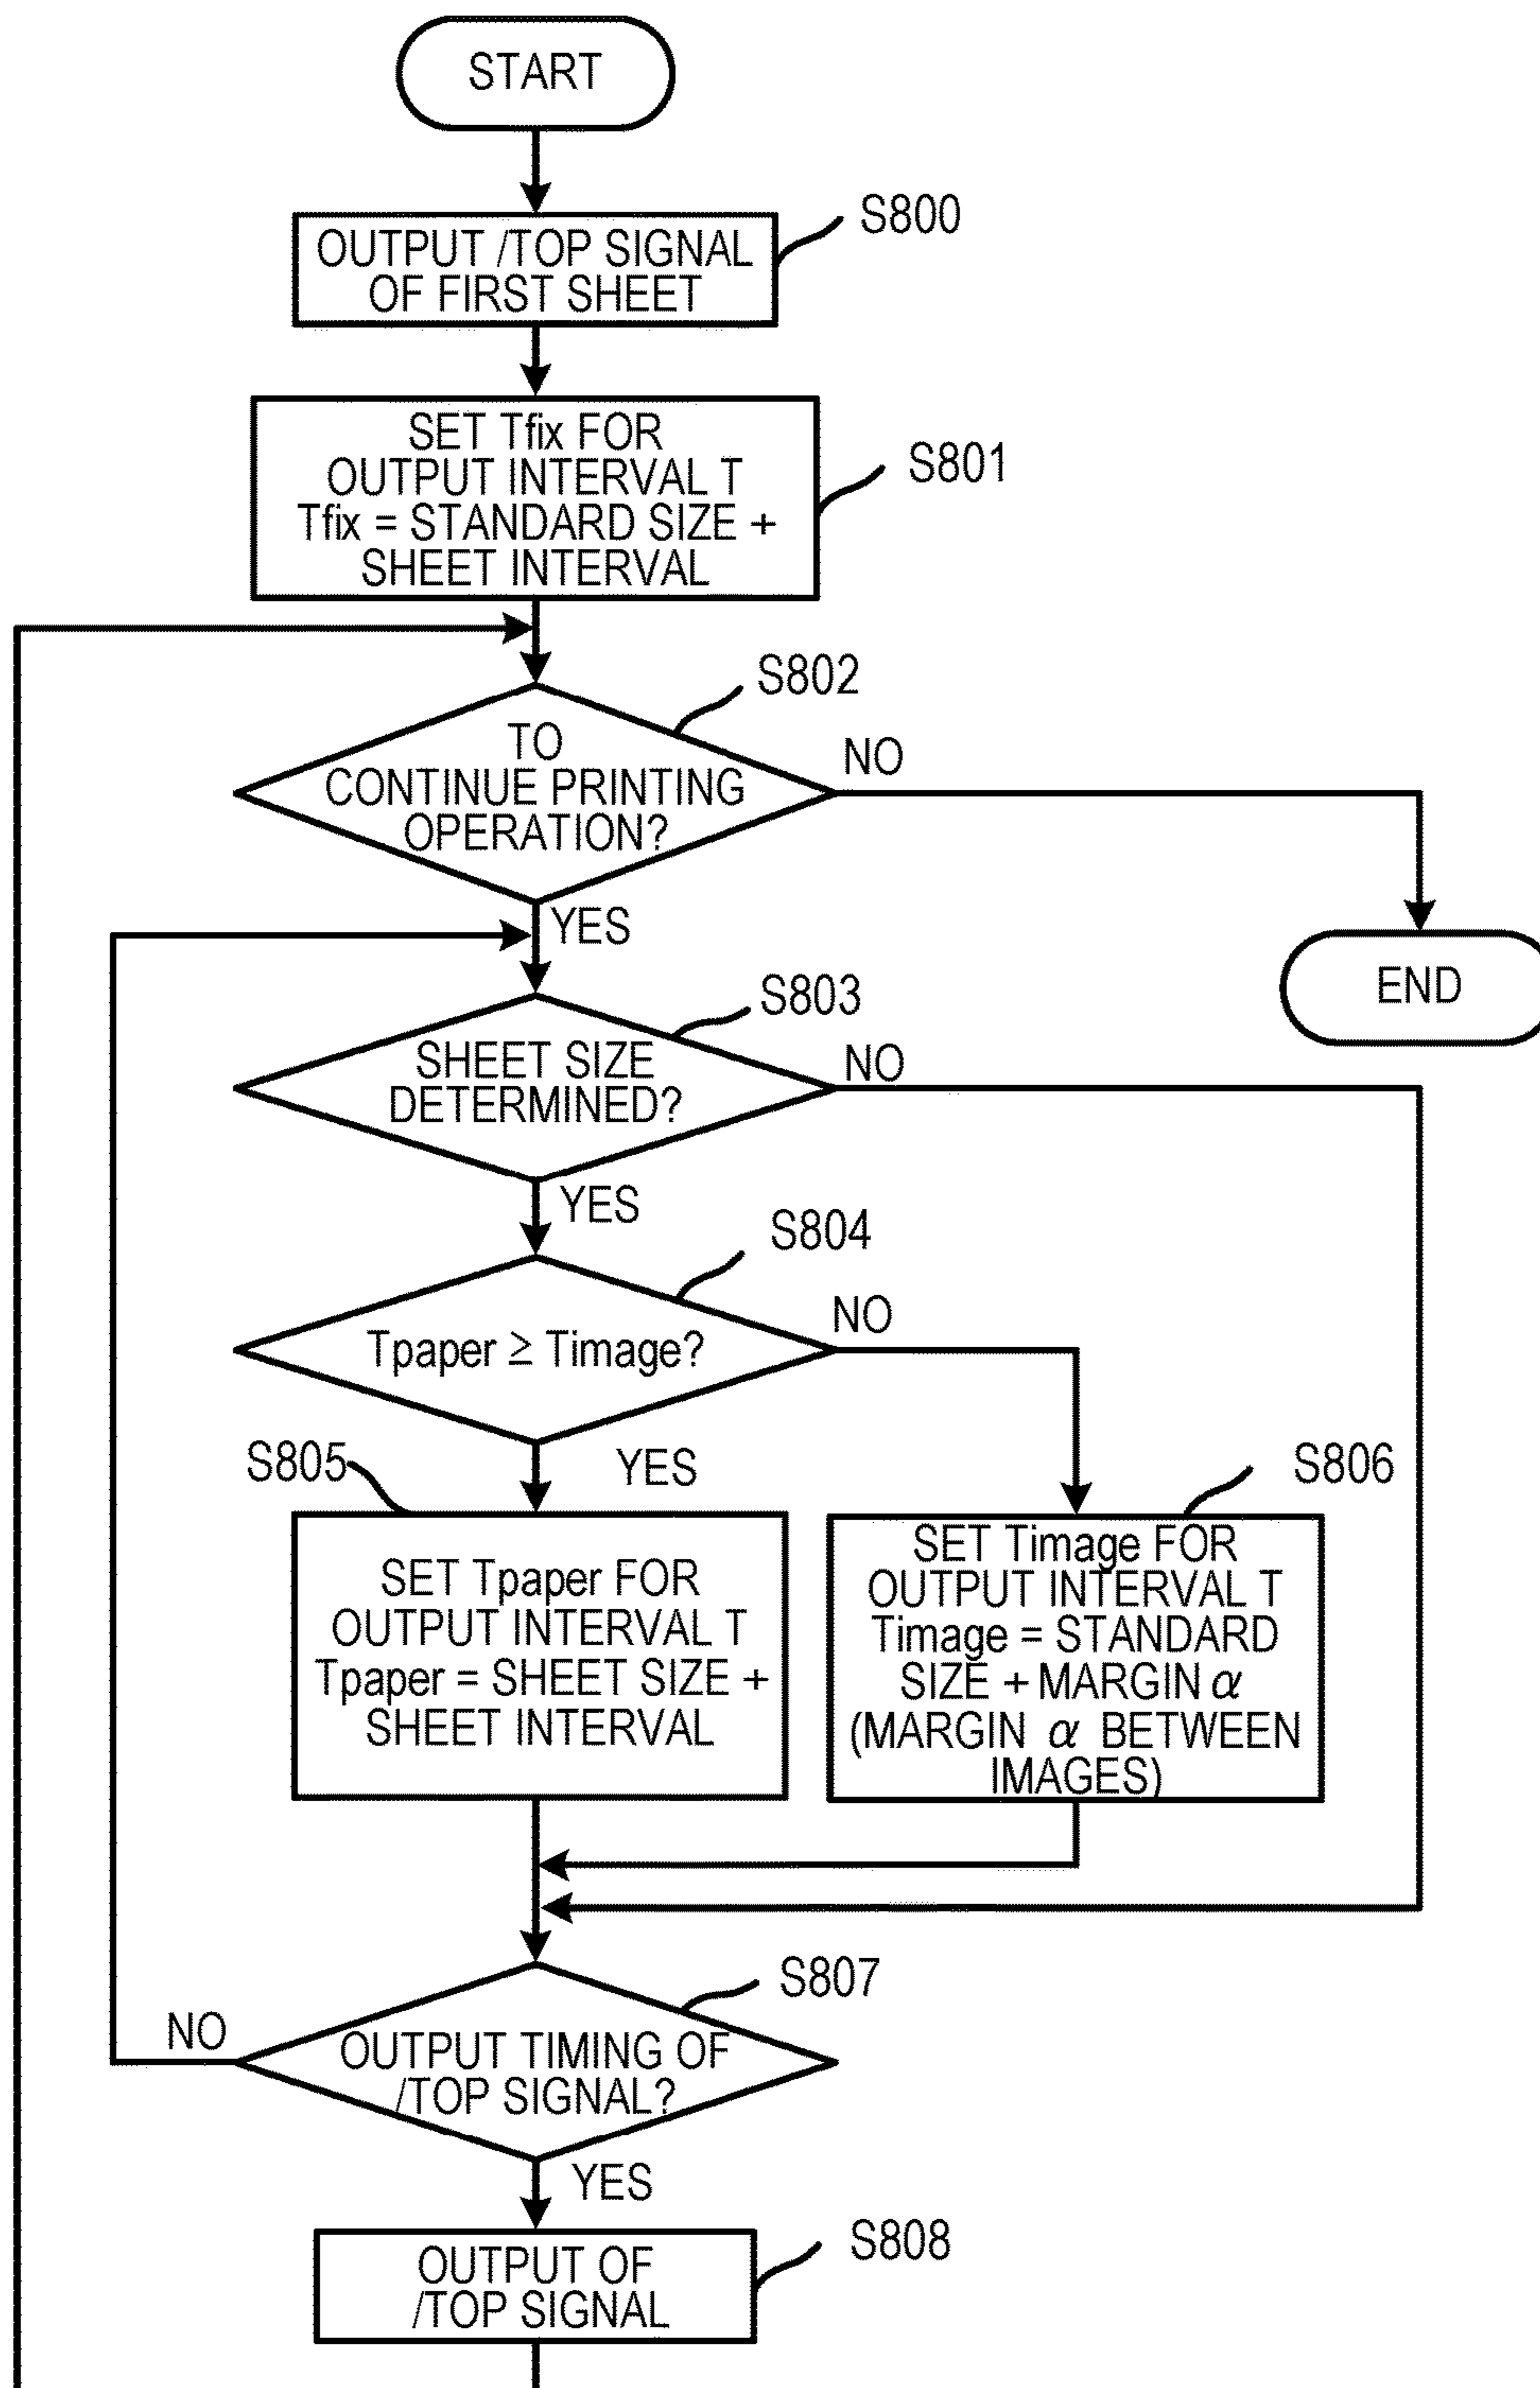 START
S800
OUTPUT /TOP SIGNAL
OF FIRST SHEET
S801
SET Tfix FOR
OUTPUT INTERVAL T
Tfix = STANDARD SIZE +
SHEET INTERVAL
S802
TO
CONTINUE PRINTING
OPERATION?
NO
YES
END
S803
SHEET SIZE
DETERMINED?
NO
YES
S804
Tpaper ≥ Timage?
NO
YES
S805
SET Tpaper FOR
OUTPUT INTERVAL T
Tpaper = SHEET SIZE +
SHEET INTERVAL
S806
SET Timage FOR
OUTPUT INTERVAL T
Timage = STANDARD
SIZE + MARGIN α
(MARGIN α BETWEEN
IMAGES)
S807
OUTPUT TIMING OF
/TOP SIGNAL?
NO
YES
S808
OUTPUT OF
/TOP SIGNAL